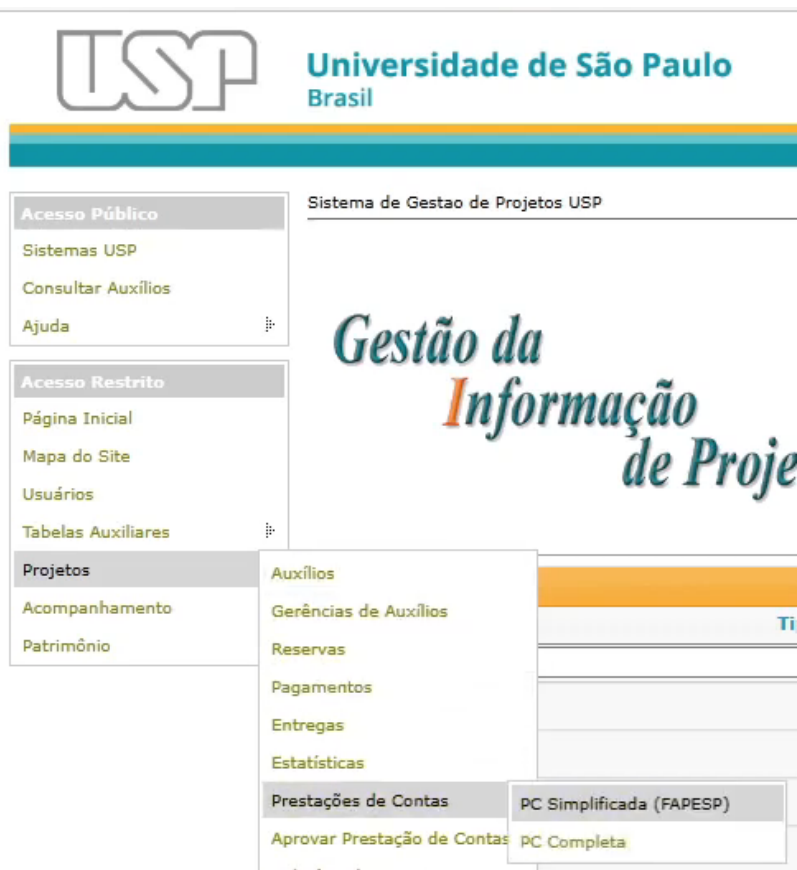 USP
Universidade de São Paulo
Brasil
Acesso Público
Sistemas USP
Consultar Auxílios
Ajuda
Acesso Restrito
Página Inicial
Mapa do Site
Usuários
Tabelas Auxiliares
Projetos
Acompanhamento
Patrimônio
Sistema de Gestao de Projetos USP
Gestão da
Informação
de Proje
Ti
Auxílios
Gerências de Auxílios
Reservas
Pagamentos
Entregas
Estatísticas
Prestações de Contas
Aprovar Prestação de Contas
PC Simplificada (FAPESP)
PC Completa